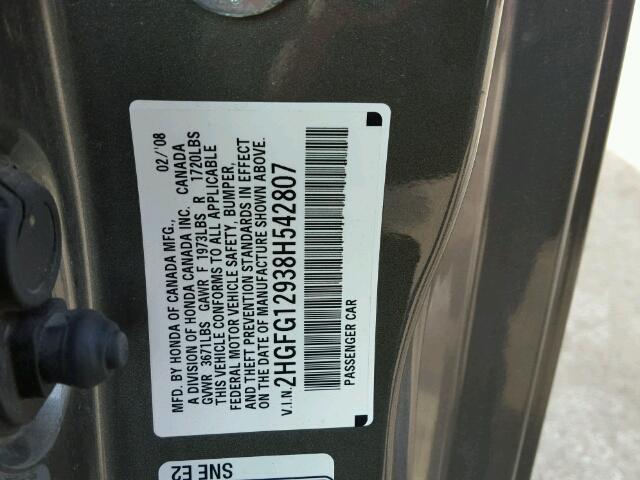 MFD. BY HONDA OF CANADA MFG., 02/'08
A DIVISION OF HONDA CANADA INC. CANADA
GVWR 3671LBS GAWR F 1973LBS R 1720LBS
THIS VEHICLE CONFORMS TO ALL APPLICABLE
FEDERAL MOTOR VEHICLE SAFETY, BUMPER,
AND THEFT PREVENTION STANDARDS IN EFFECT
ON THE DATE OF MANUFACTURE SHOWN ABOVE.
V.I.N. 2HGFG12938H542807
PASSENGER CAR
SNE E2